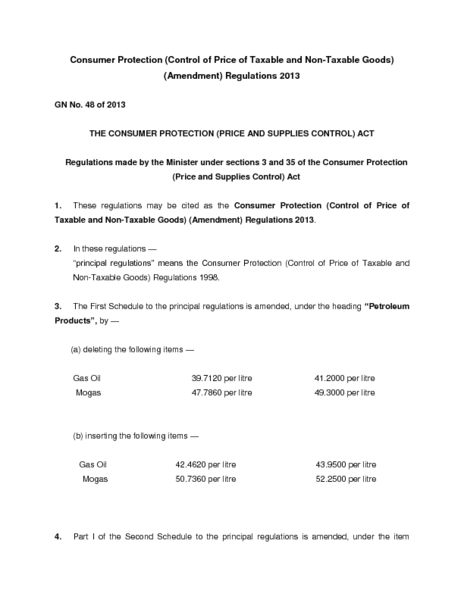 Consumer Protection (Control of Price of Taxable and Non-Taxable Goods)
(Amendment) Regulations 2013
GN No. 48 of 2013
THE CONSUMER PROTECTION (PRICE AND SUPPLIES CONTROL) ACT
Regulations made by the Minister under sections 3 and 35 of the Consumer Protection
(Price and Supplies Control) Act
1. These regulations may be cited as the Consumer Protection (Control of Price of
Taxable and Non-Taxable Goods) (Amendment) Regulations 2013.
2. In these regulations —
“principal regulations” means the Consumer Protection (Control of Price of Taxable and
Non-Taxable Goods) Regulations 1998.
3. The First Schedule to the principal regulations is amended, under the heading “Petroleum
Products”, by —
(a) deleting the following items —
Gas Oil 39.7120 per litre 41.2000 per litre
Mogas 47.7860 per litre 49.3000 per litre
(b) inserting the following items —
Gas Oil 42.4620 per litre 43.9500 per litre
Mogas 50.7360 per litre 52.2500 per litre
4. Part I of the Second Schedule to the principal regulations is amended, under the item